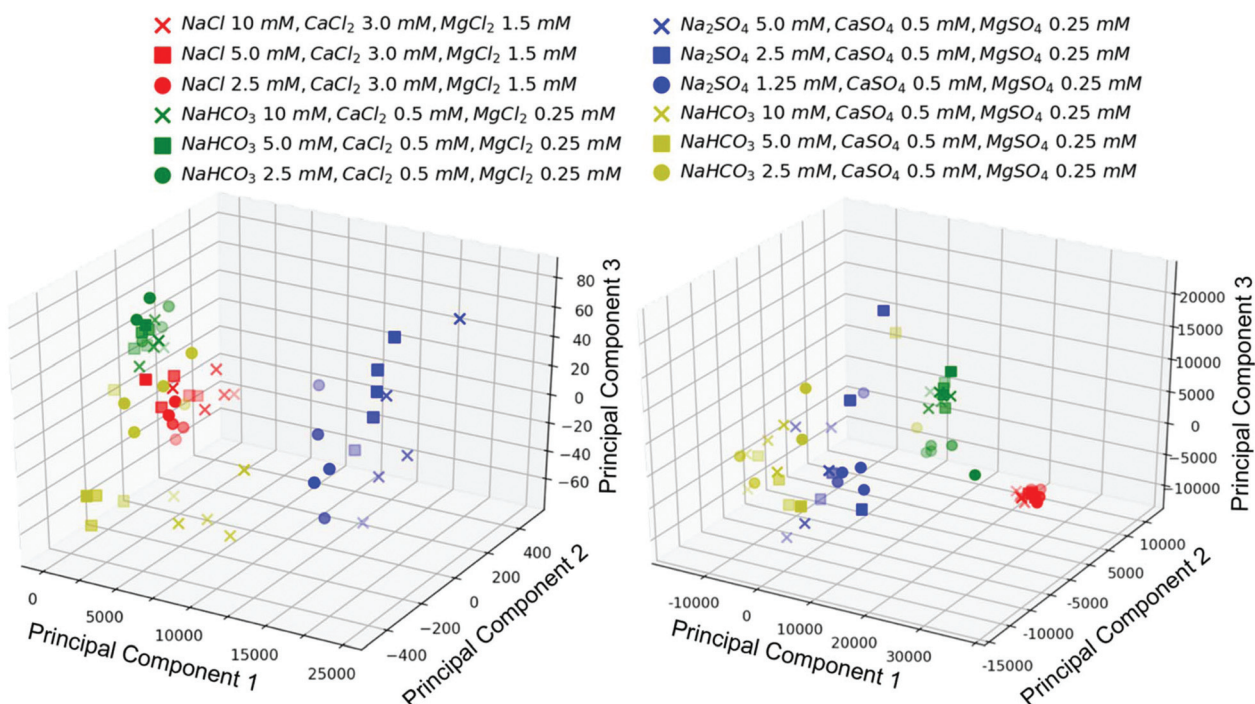 NaCl 10 mM, CaCl₂ 3.0 mM, MgCl₂ 1.5 mM
NaCl 5.0 mM, CaCl₂ 3.0 mM, MgCl₂ 1.5 mM
NaCl 2.5 mM, CaCl₂ 3.0 mM, MgCl₂ 1.5 mM
NaHCO₃ 10 mM, CaCl₂ 0.5 mM, MgCl₂ 0.25 mM
NaHCO₃ 5.0 mM, CaCl₂ 0.5 mM, MgCl₂ 0.25 mM
NaHCO₃ 2.5 mM, CaCl₂ 0.5 mM, MgCl₂ 0.25 mM
Na₂SO₄ 5.0 mM, CaSO₄ 0.5 mM, MgSO₄ 0.25 mM
Na₂SO₄ 2.5 mM, CaSO₄ 0.5 mM, MgSO₄ 0.25 mM
Na₂SO₄ 1.25 mM, CaSO₄ 0.5 mM, MgSO₄ 0.25 mM
NaHCO₃ 10 mM, CaSO₄ 0.5 mM, MgSO₄ 0.25 mM
NaHCO₃ 5.0 mM, CaSO₄ 0.5 mM, MgSO₄ 0.25 mM
NaHCO₃ 2.5 mM, CaSO₄ 0.5 mM, MgSO₄ 0.25 mM
80
60
40
20
0
−20
−40
−60
Principal Component 3
400
200
0
−200
−400
Principal Component 2
0
5000
10000
15000
25000
Principal Component 1
20000
15000
10000
5000
0
-5000
-10000
Principal Component 3
10000
5000
0
-5000
-10000
-15000
Principal Component 2
-10000
0
10000
20000
30000
Principal Component 1